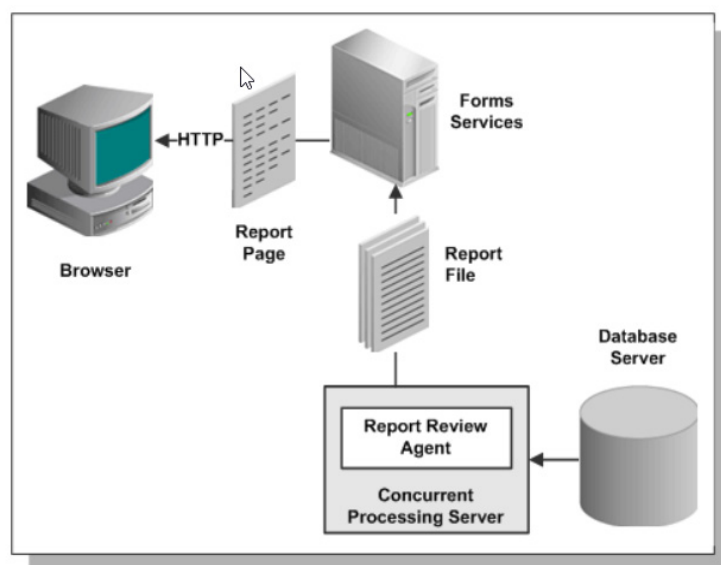 Forms
Services
HTTP
Report
Page
Browser
Report
File
Database
Server
Report Review
Agent
Concurrent
Processing Server